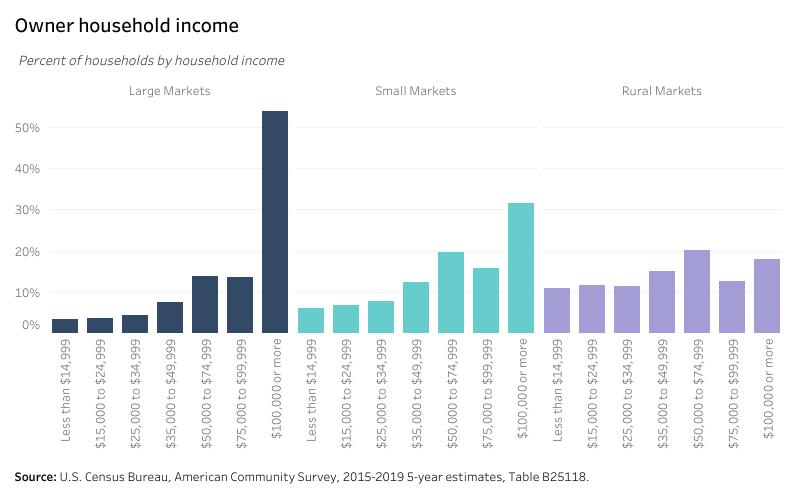 Owner household income
Percent of households by household income
Large Markets Small Markets Rural Markets
50%
40%
30%
20%
10%
0%
Less than $14,999
$15,000 to $24,999
$25,000 to $34,999
$35,000 to $49,999
$50,000 to $74,999
$75,000 to $99,999
$100,000 or more
Less than $14,999
$15,000 to $24,999
$25,000 to $34,999
$35,000 to $49,999
$50,000 to $74,999
$75,000 to $99,999
$100,000 or more
Less than $14,999
$15,000 to $24,999
$25,000 to $34,999
$35,000 to $49,999
$50,000 to $74,999
$75,000 to $99,999
$100,000 or more
Source: U.S. Census Bureau, American Community Survey, 2015-2019 5-year estimates, Table B25118.